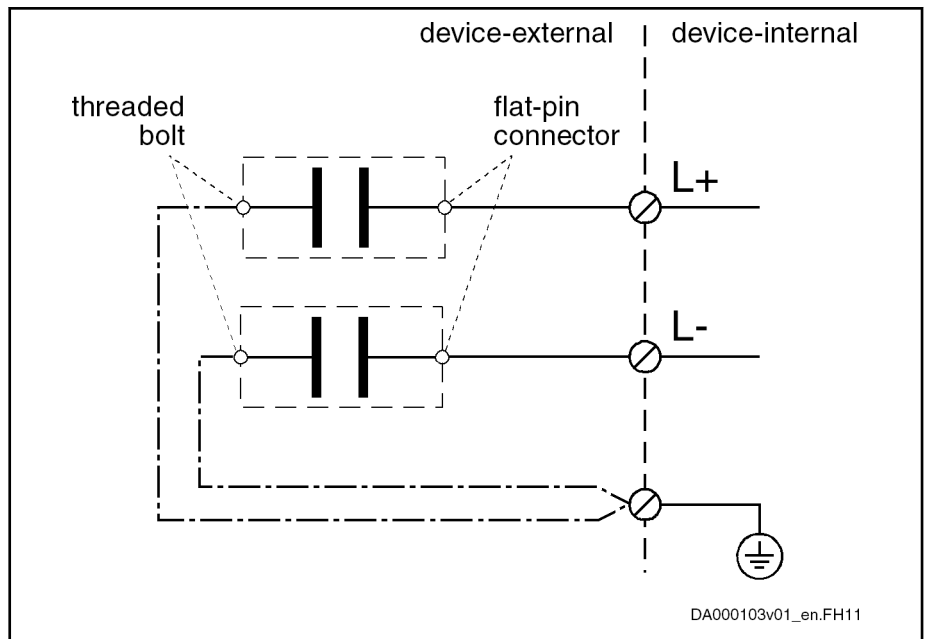 device-external
device-internal
threaded
bolt
flat-pin
connector
L+
L-
DA000103v01_en.FH11